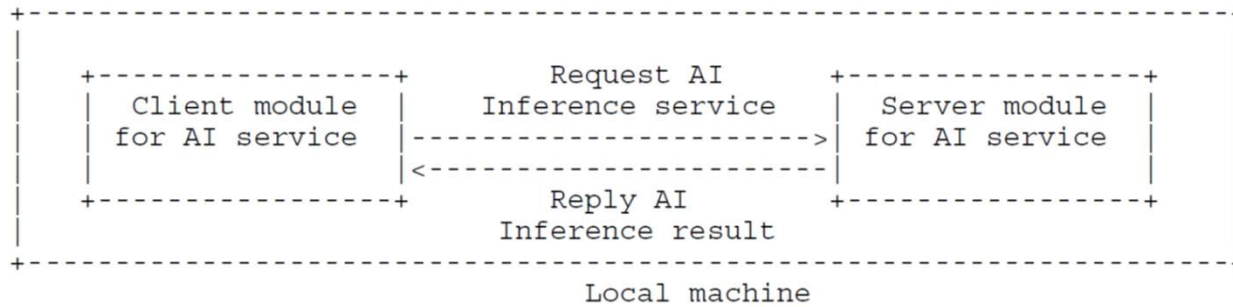 Request AI
Client module Inference service Server module
for AI service for AI service
Reply AI
Inference result
Local machine